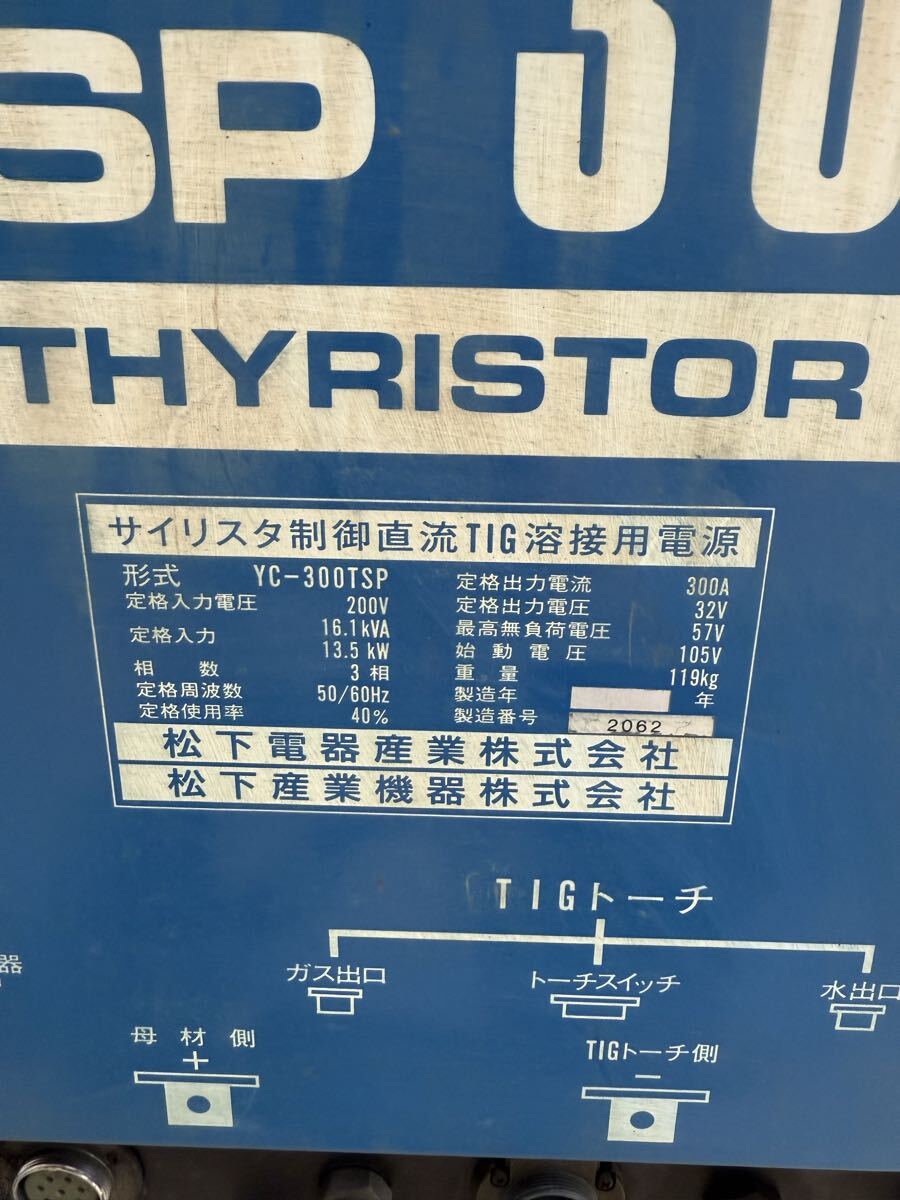 SP 30
THYRISTOR
サイリスタ制御直流TIG溶接用電源
形式 YC-300TSP
定格入力電圧 200V
定格入力 16.1kVA
13.5kW
相数 3相
定格周波数 50/60Hz
定格使用率 40%
定格出力電流 300A
定格出力電圧 32V
最高無負荷電圧 57V
始動電圧 105V
重量 119kg
製造年 年
製造番号 2062
松下電器産業株式会社
松下産業機器株式会社
TIGトーチ
器
ガス出口
トーチスイッチ
水出口
母材側
+
TIGトーチ側
−